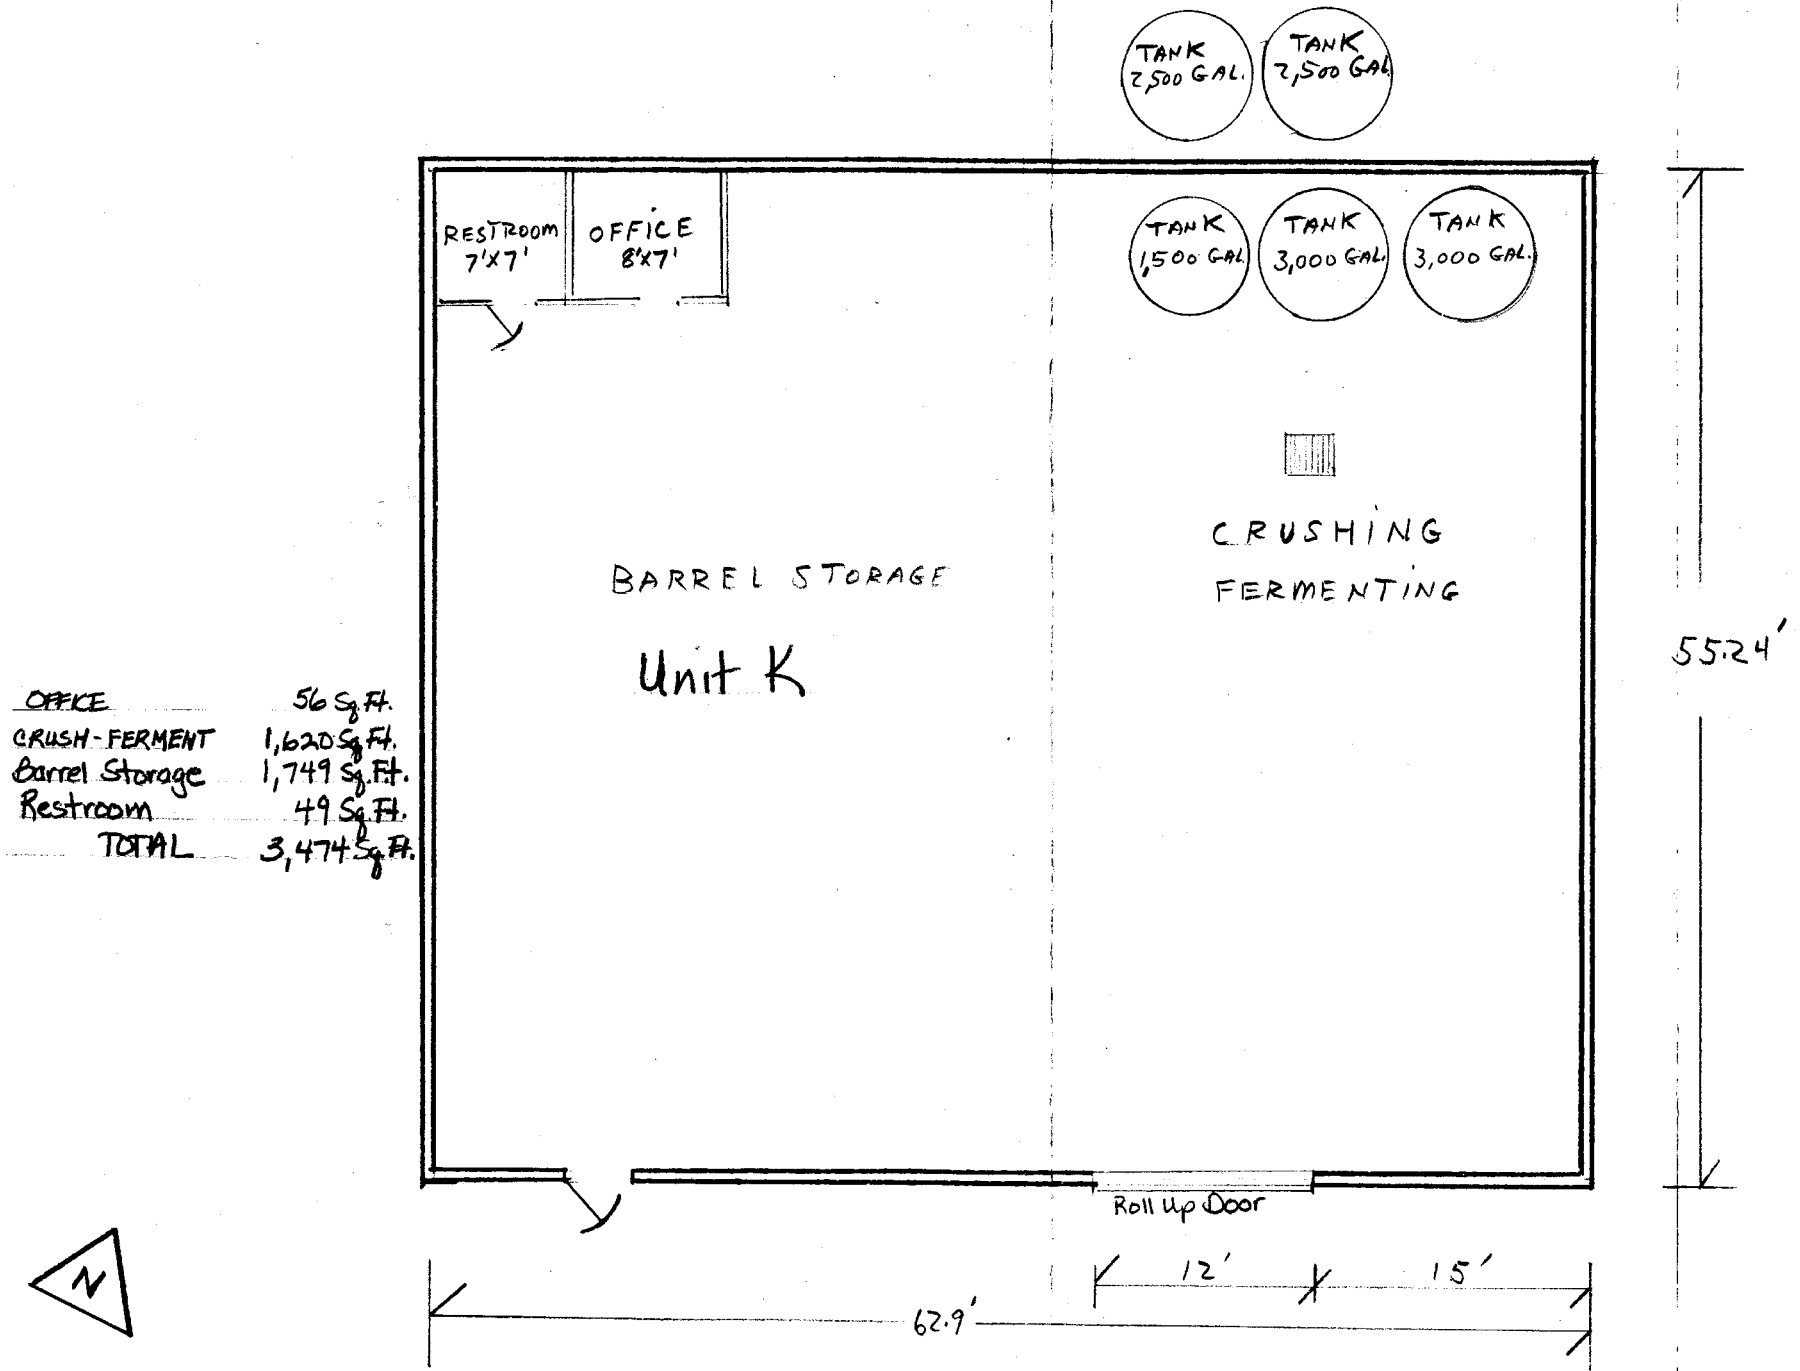 TANK
2,500 GAL.
TANK
2,500 GAL
RESTROOM
7'X7'
OFFICE
8'X7'
TANK
1,500 GAL.
TANK
3,000 GAL.
TANK
3,000 GAL.
CRUSHING
FERMENTING
BARREL STORAGE
Unit K
55.24'
OFFICE 56 Sq.Ft.
CRUSH-FERMENT 1,620 Sq.Ft.
Barrel Storage 1,749 Sq.Ft.
Restroom 49 Sq.Ft.
TOTAL 3,474 Sq.Ft.
Roll Up Door
N
12'
15'
62.9'